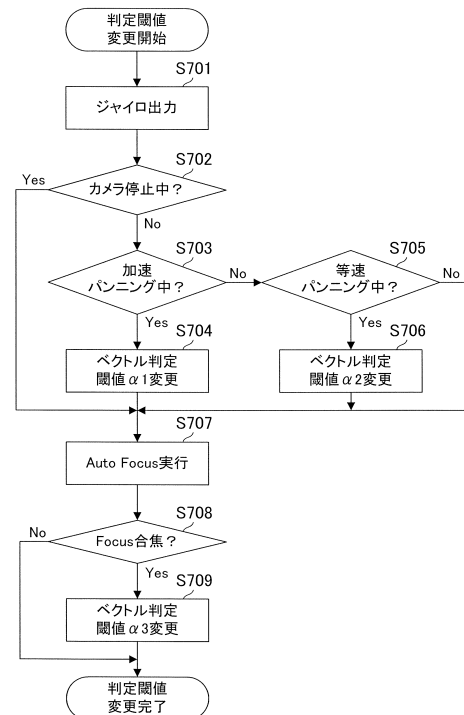 判定閾値
変更開始
S701
ジャイロ出力
S702
カメラ停止中？
Yes
No
S703
加速
パンニング中？
No
Yes
S705
等速
パンニング中？
No
Yes
S704
ベクトル判定
閾値α1変更
S706
ベクトル判定
閾値α2変更
S707
Auto Focus実行
S708
Focus合焦？
No
Yes
S709
ベクトル判定
閾値α3変更
判定閾値
変更完了